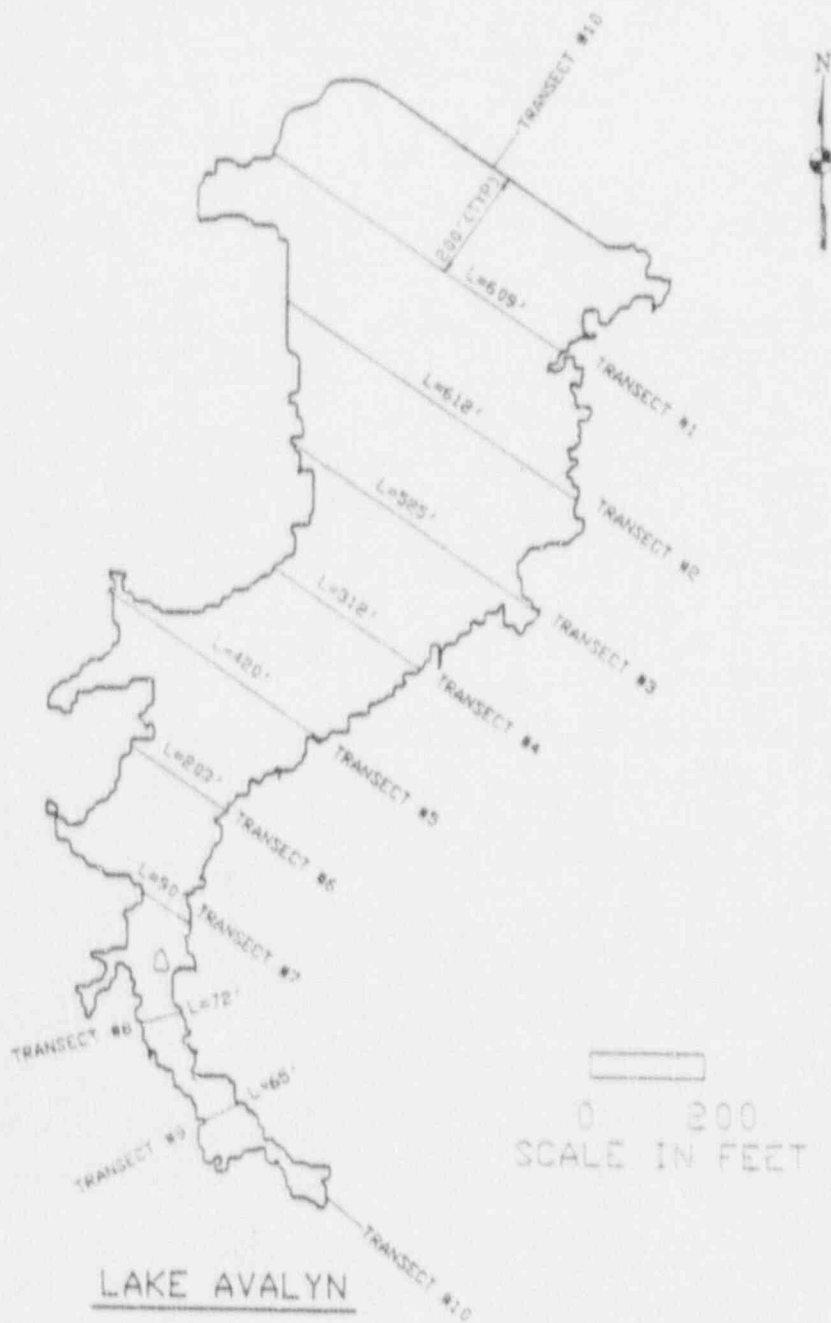 TRANSECT #10
N
200' (TYP)
L=609'
TRANSECT #1
L=612'
TRANSECT #2
L=525'
TRANSECT #3
L=312'
TRANSECT #4
L=420'
TRANSECT #5
L=203'
TRANSECT #6
L=90'
TRANSECT #7
L=72'
TRANSECT #8
L=65'
TRANSECT #9
TRANSECT #10
0 200
SCALE IN FEET
LAKE AVALYN